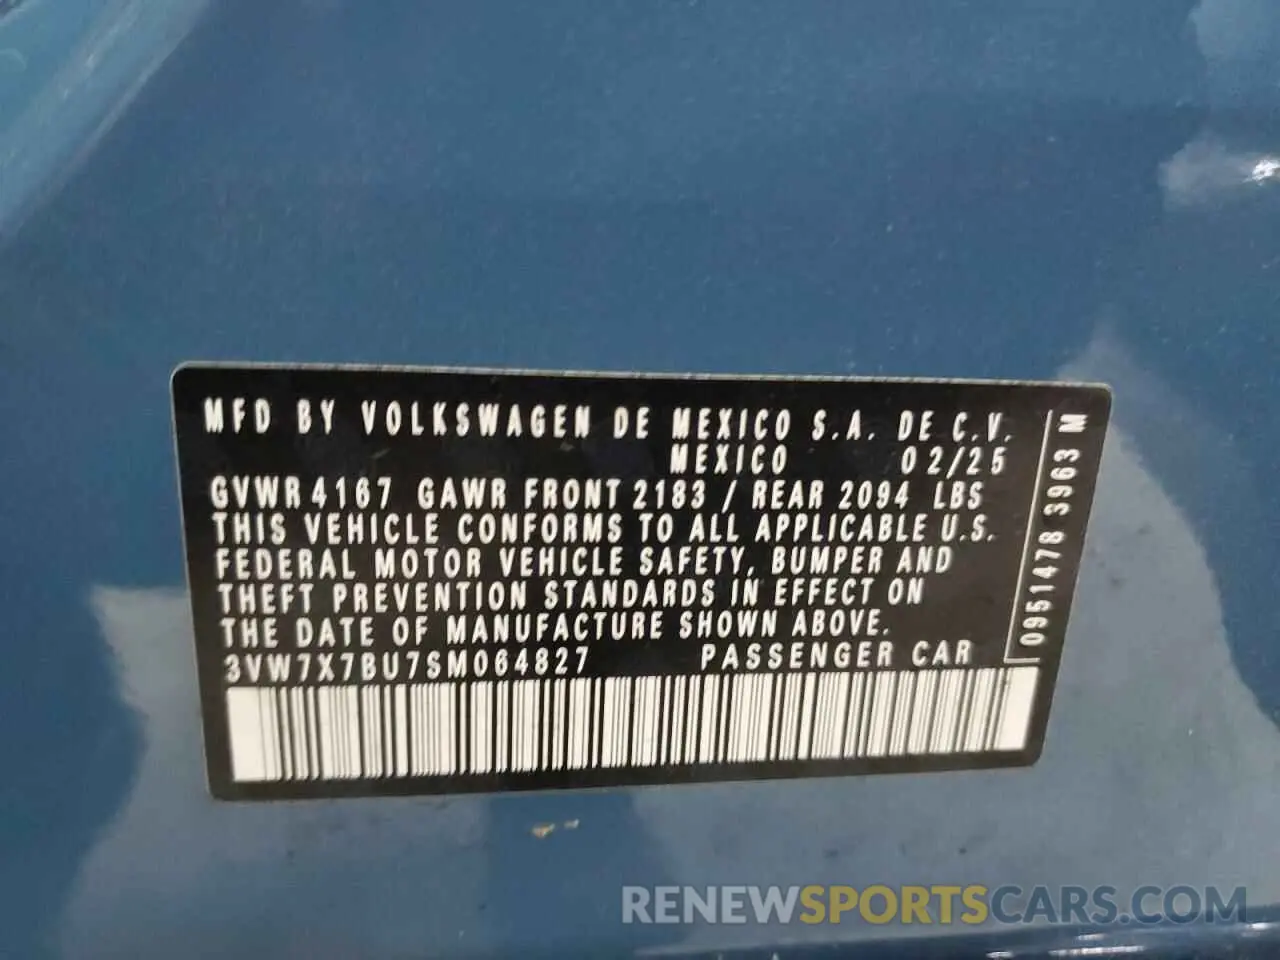 MFD BY VOLKSWAGEN DE MEXICO S.A. DE C.V.
MEXICO 02/25
GVWR 4167 GAWR FRONT 2183 / REAR 2094 LBS
THIS VEHICLE CONFORMS TO ALL APPLICABLE U.S.
FEDERAL MOTOR VEHICLE SAFETY, BUMPER AND
THEFT PREVENTION STANDARDS IN EFFECT ON
THE DATE OF MANUFACTURE SHOWN ABOVE.
3VW7X7BU7SM064827 PASSENGER CAR
0951478 3963 M
RENEWSPORTSCARS.COM